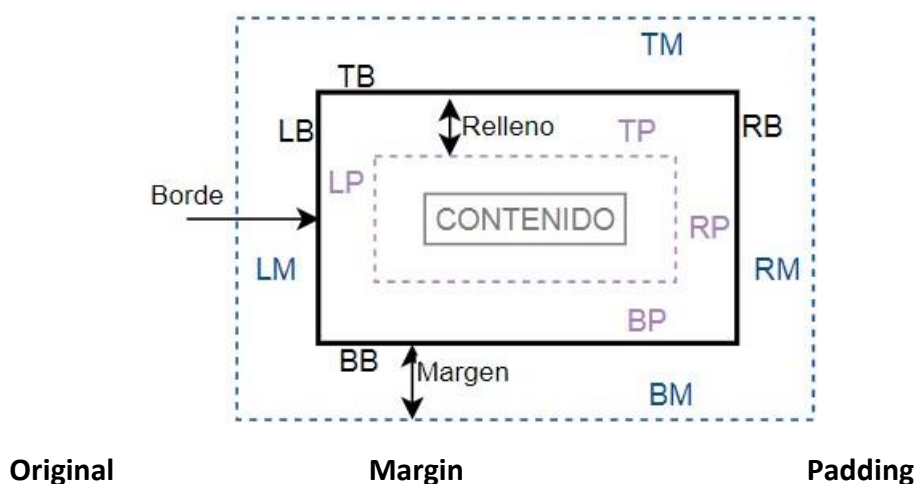 TM
TB
LB
Relleno
TP
RB
LP
Borde
CONTENIDO
RP
LM
RM
BP
BB
Margen
BM
Original Margin Padding